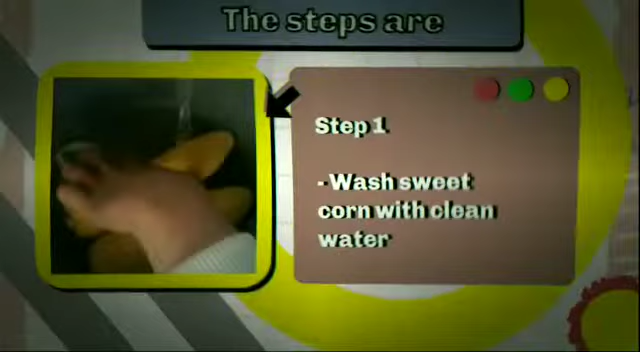 The steps are
Step 1
- Wash sweet
corn with clean
water